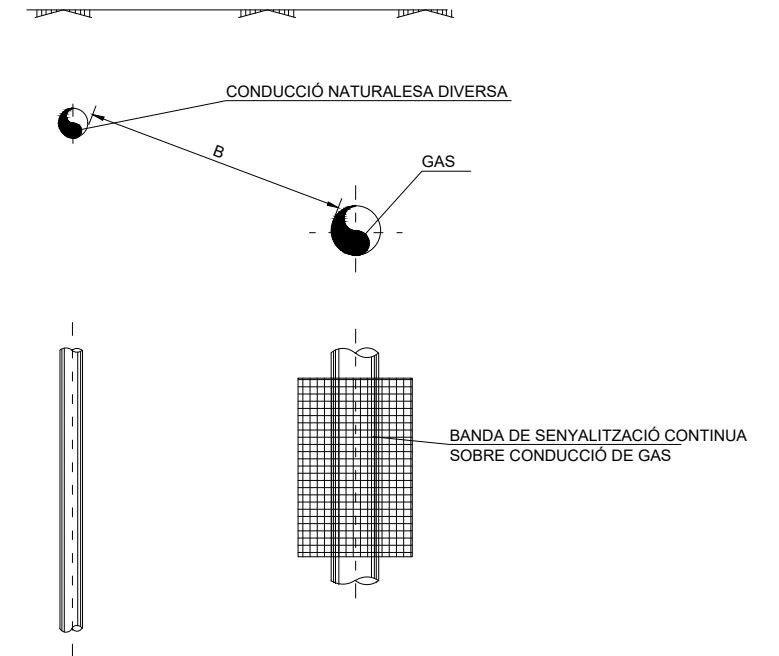 CONDUCCIÓ NATURALESA DIVERSA
B
GAS
BANDA DE SENYALITZACIÓ CONTINUA
SOBRE CONDUCCIÓ DE GAS